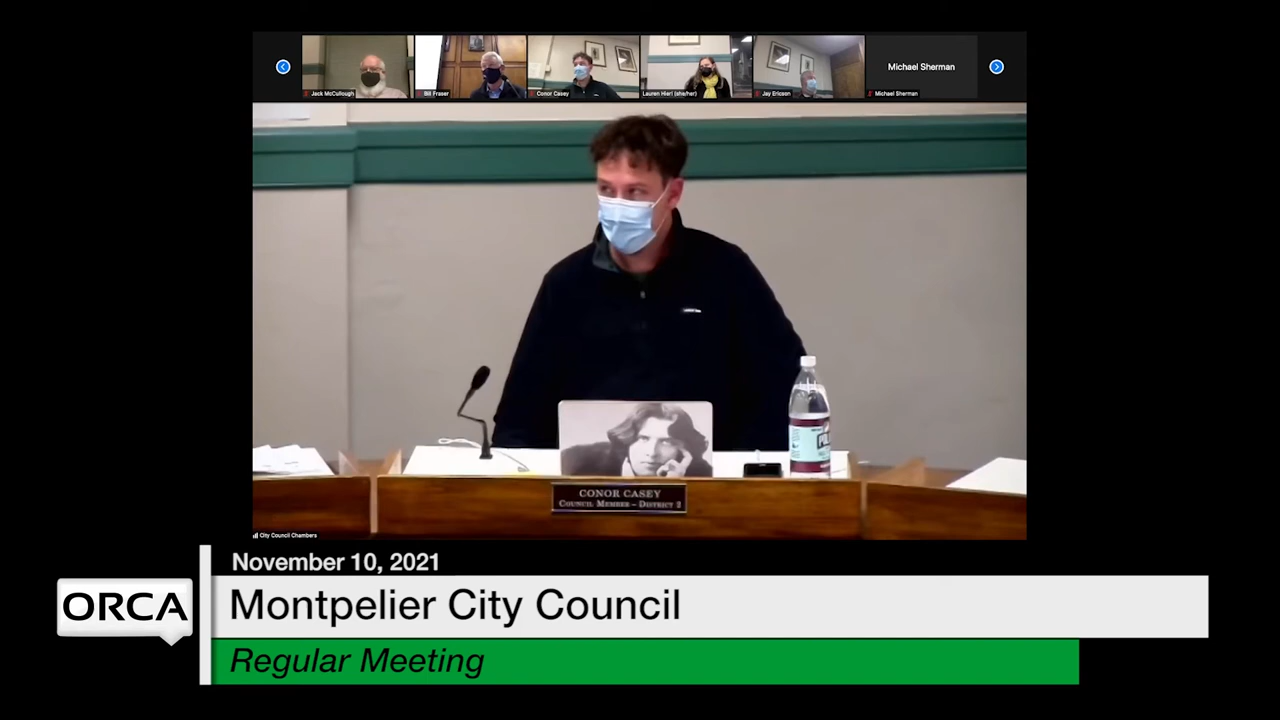 Michael Sherman
Jack McCullough
Bill Fraser
Conor Casey
Lauren Hierl (she/her)
Jay Ericson
Michael Sherman
CONOR CASEY
COUNCIL MEMBER – DISTRICT 2
City Council Chambers
November 10, 2021
ORCA
Montpelier City Council
Regular Meeting